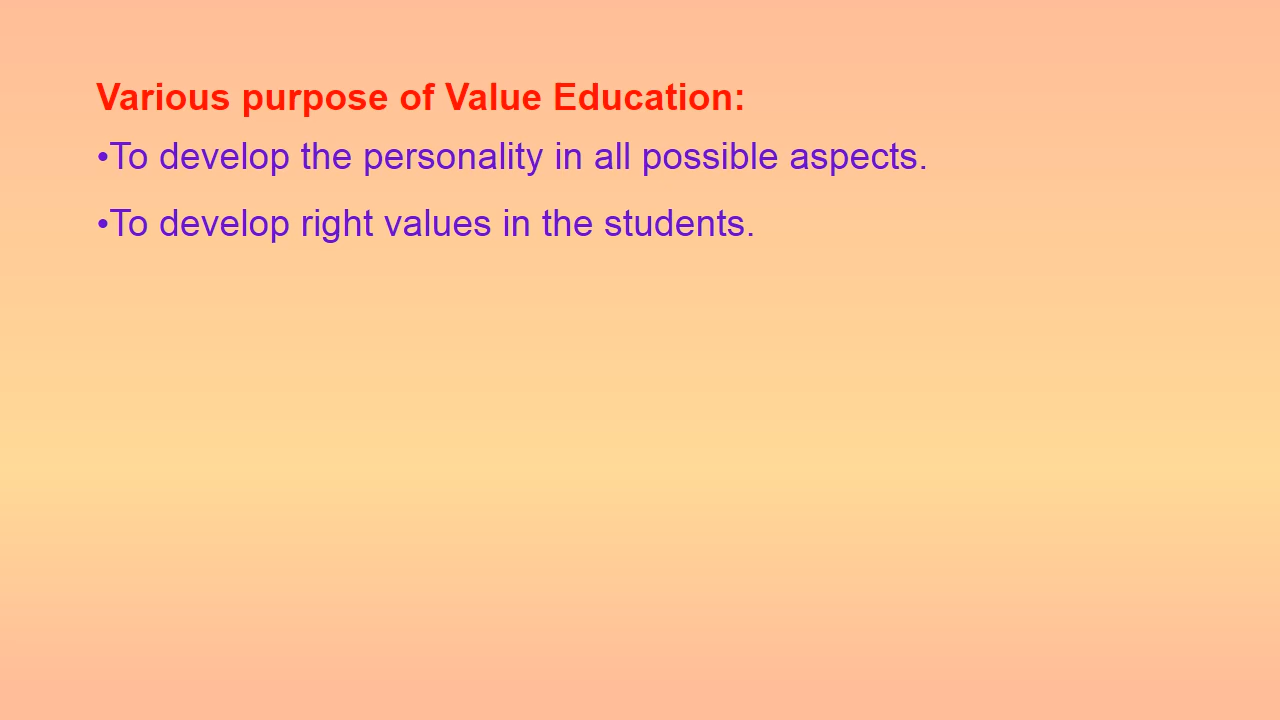 Various purpose of Value Education:
•To develop the personality in all possible aspects.
•To develop right values in the students.